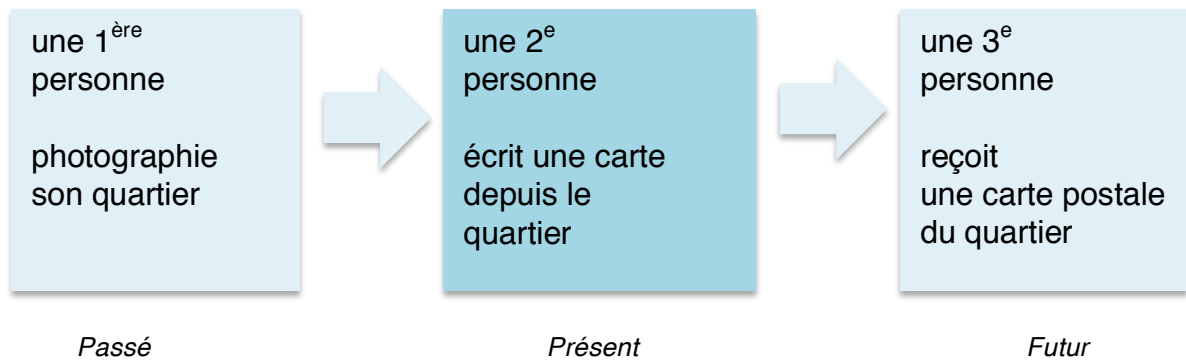 une 1ère
personne
photographie
son quartier
une 2e
personne
écrit une carte
depuis le
quartier
une 3e
personne
reçoit
une carte postale
du quartier
Passé
Présent
Futur